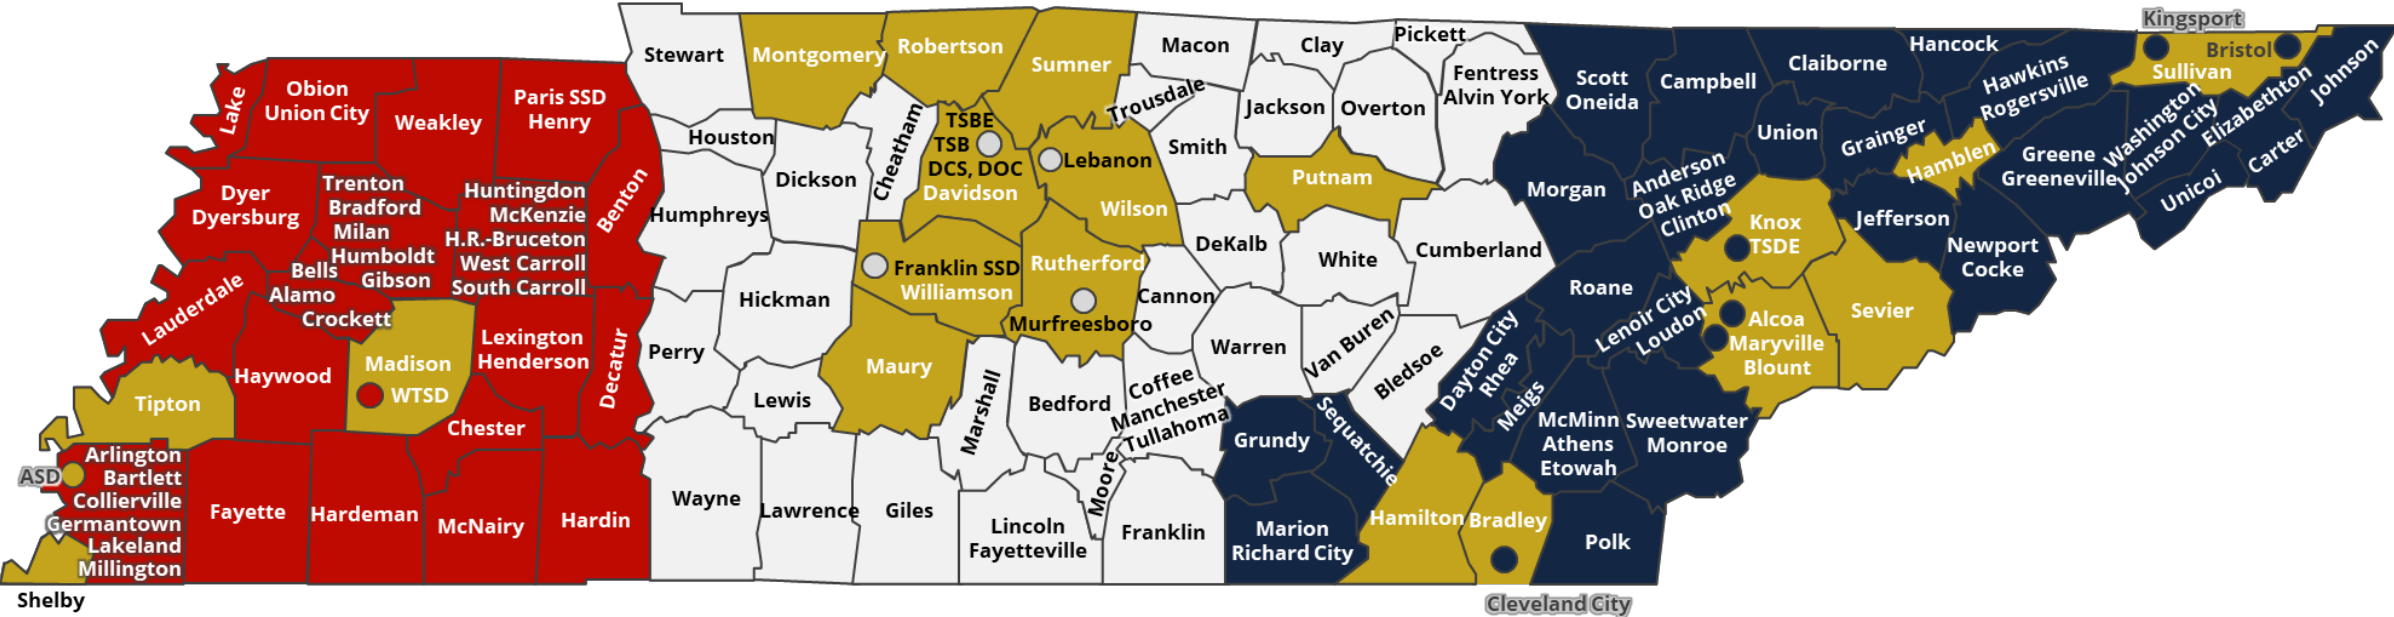 Stewart
Montgomery
Robertson
Sumner
Macon
Clay
Pickett
Fentress
Alvin York
Scott
Oneida
Campbell
Claiborne
Hancock
Hawkins
Rogersville
Kingsport
Bristol
Sullivan
Johnson
Lake
Obion
Union City
Weakley
Paris SSD
Henry
Benton
Houston
Dickson
Cheatham
TSBE
TSB
DCS, DOC
Davidson
Lebanon
Wilson
Trousdale
Smith
Jackson
Overton
Putnam
Morgan
Anderson
Oak Ridge
Clinton
Union
Grainger
Hamblen
Greene
Greeneville
Washington
Johnson City
Elizabethton
Carter
Unicoi
Dyer
Dyersburg
Trenton
Bradford
Milan
Humboldt
Gibson
Huntingdon
McKenzie
H.R.-Bruceton
West Carroll
South Carroll
Humphreys
Hickman
Franklin SSD
Williamson
Rutherford
Murfreesboro
Cannon
DeKalb
White
Cumberland
Roane
Knox
TSDE
Jefferson
Newport
Cocke
Lauderdale
Bells
Alamo
Crockett
Haywood
Madison
WTSD
Lexington
Henderson
Decatur
Perry
Lewis
Maury
Marshall
Bedford
Coffee
Manchester
Tullahoma
Warren
Van Buren
Bledsoe
Dayton City
Rhea
Meigs
Lenoir City
Loudon
Alcoa
Maryville
Blount
Sevier
Tipton
Chester
McMinn
Athens
Etowah
Sweetwater
Monroe
Grundy
Sequatchie
ASD
Arlington
Bartlett
Collierville
Germantown
Lakeland
Millington
Shelby
Fayette
Hardeman
McNairy
Hardin
Wayne
Lawrence
Giles
Lincoln
Fayetteville
Moore
Franklin
Marion
Richard City
Hamilton
Bradley
Polk
Cleveland City